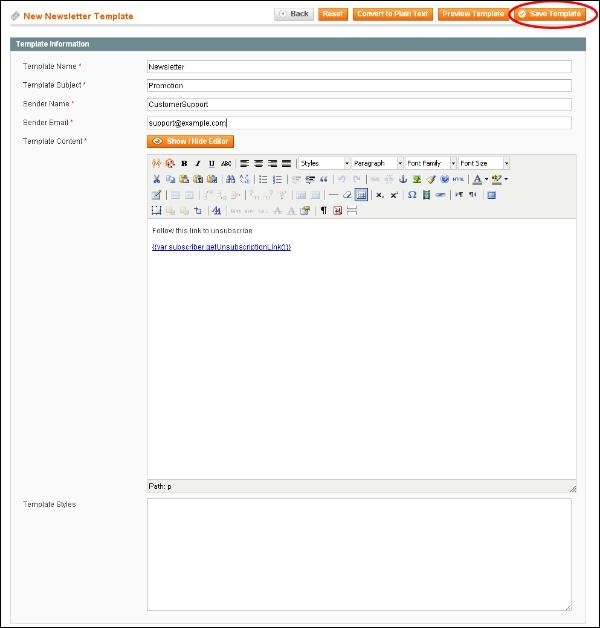 New Newsletter Template
Back Reset Convert to Plain Text Preview Template Save Template
Template Information
Template Name * Newsletter
Template Subject * Promotion
Sender Name * CustomerSupport
Sender Email * support@example.com
Template Content * Show / Hide Editor
B I U ABC Styles Paragraph Font Family Font Size
HTML A
Follow this link to unsubscribe
{{var subscriber.getUnsubscriptionLink()}}
Path: p
Template Styles